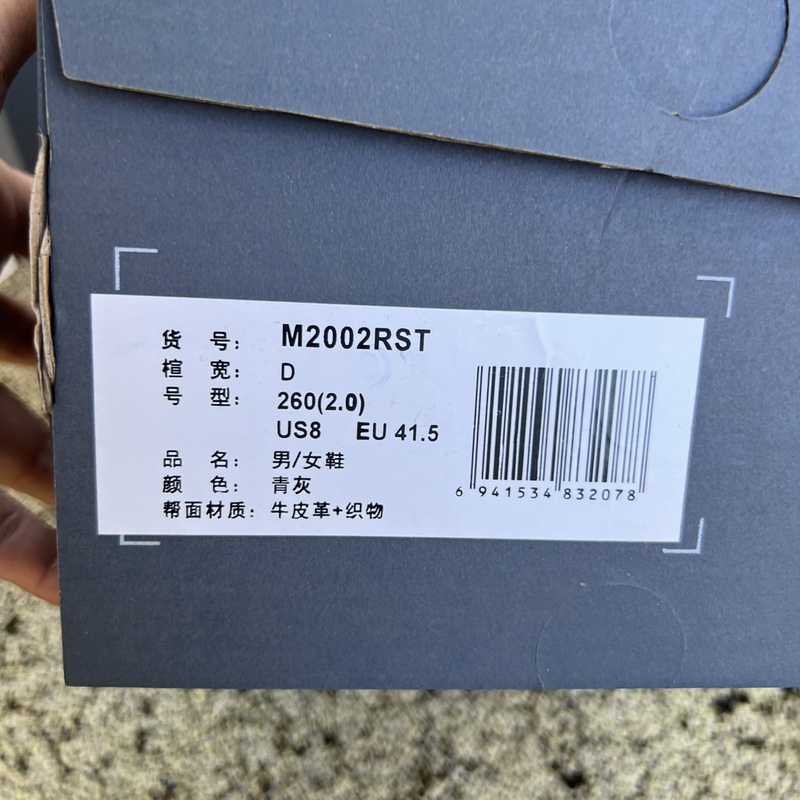 货 号： M2002RST
楦 宽： D
号 型： 260(2.0)
US8 EU 41.5
品 名： 男/女鞋
颜 色： 青灰
帮面材质： 牛皮革+织物
6 941534 832078